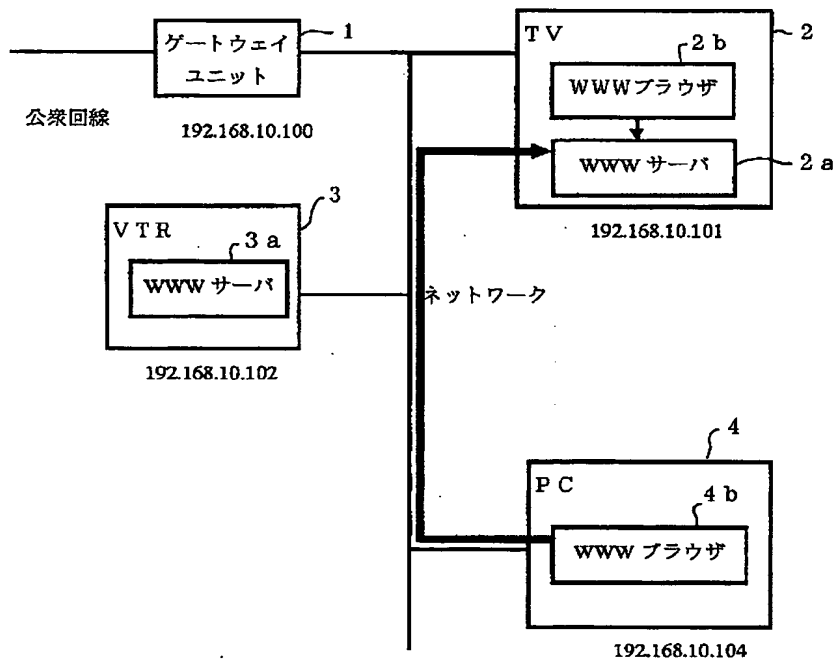 ゲートウェイ
ユニット
1
公衆回線
192.168.10.100
TV
2
2b
WWWブラウザ
WWWサーバ
2a
192.168.10.101
VTR
3
3a
WWWサーバ
192.168.10.102
ネットワーク
4
PC
4b
WWWブラウザ
192.168.10.104